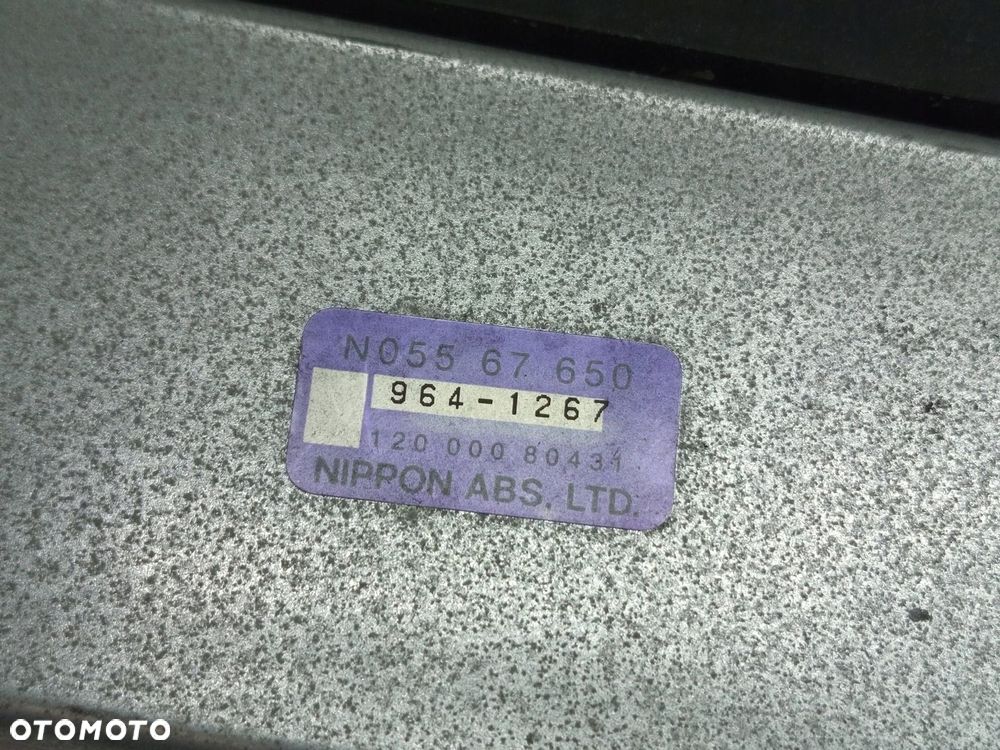 N055 67 650
964-1267
120 000 80431
NIPPON ABS. LTD.
OTOMOTO